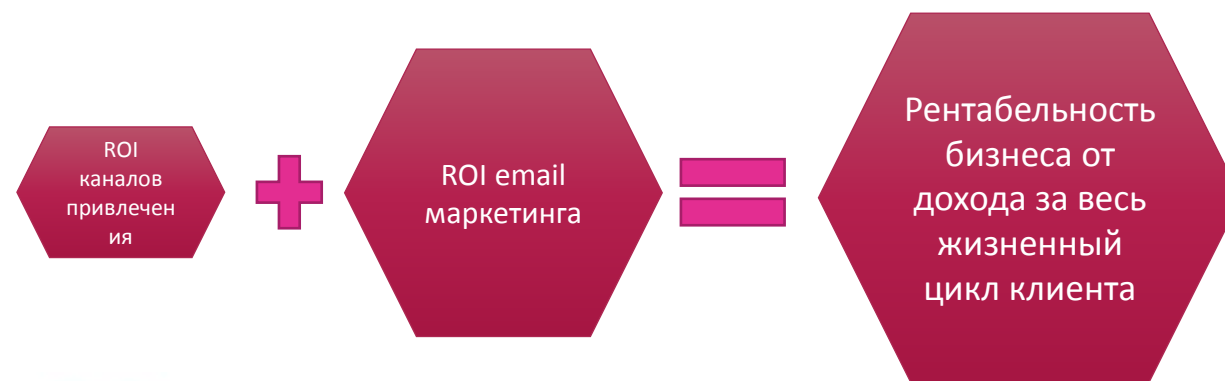 ROI
каналов
привлечен
ия
ROI email
маркетинга
Рентабельность
бизнеса от
дохода за весь
жизненный
цикл клиента